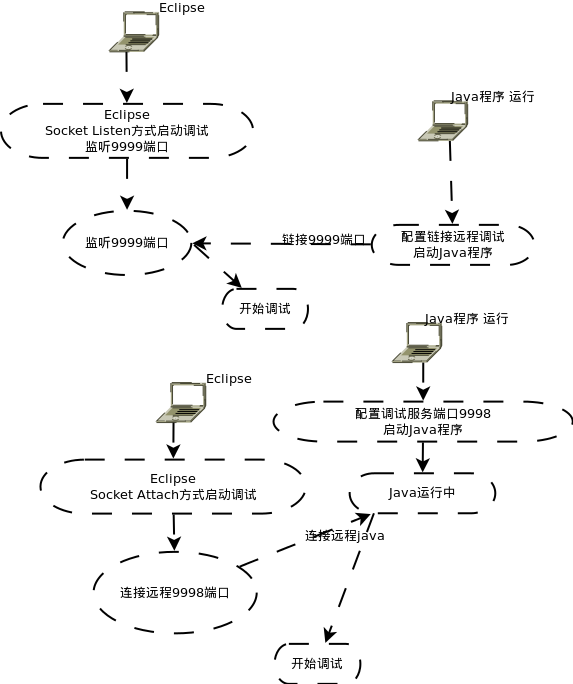 Eclipse
Eclipse
Socket Listen方式启动调试
监听9999端口
监听9999端口
Java程序 运行
配置链接远程调试
启动Java程序
链接9999端口
开始调试
Java程序 运行
配置调试服务端口9998
启动Java程序
Java运行中
Eclipse
Eclipse
Socket Attach方式启动调试
连接远程9998端口
连接远程java
开始调试